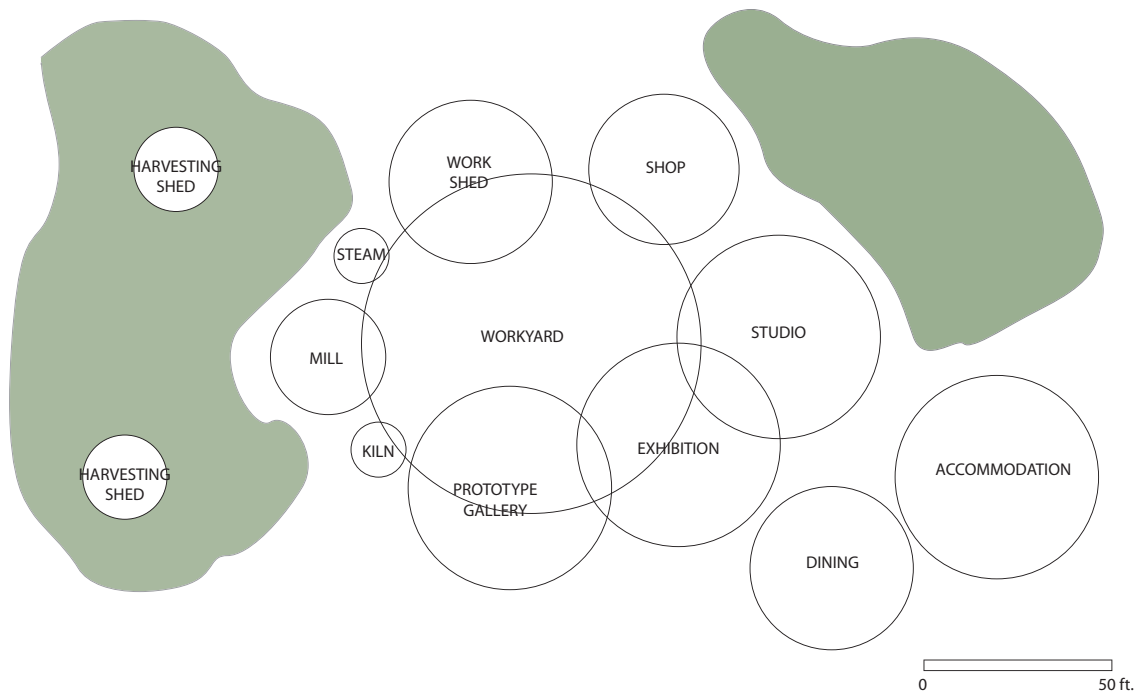 HARVESTING
SHED
WORK
SHED
SHOP
STEAM
WORKYARD
STUDIO
MILL
KILN
EXHIBITION
HARVESTING
SHED
PROTOTYPE
GALLERY
ACCOMMODATION
DINING
0
50 ft.